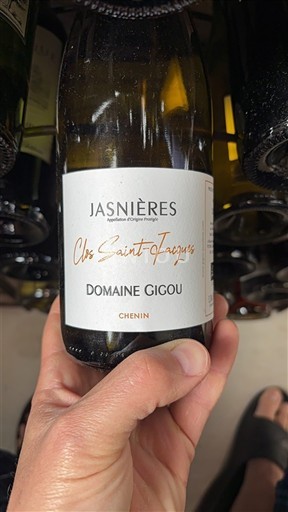 JASNIÈRES
Appellation d'Origine Protégée
Clos Saint-Jacques
DOMAINE GIGOU
CHENIN